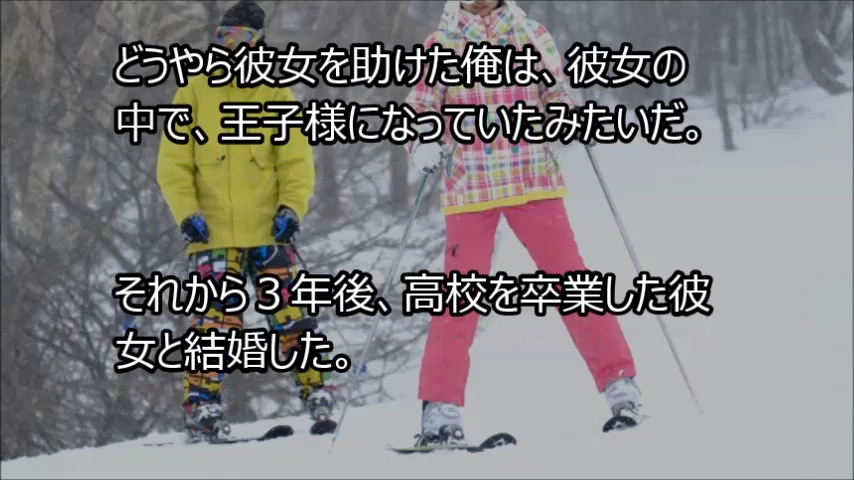 どうやら彼女を助けた俺は、彼女の
中で、王子様になっていたみたいだ。
それから３年後、高校を卒業した彼
女と結婚した。